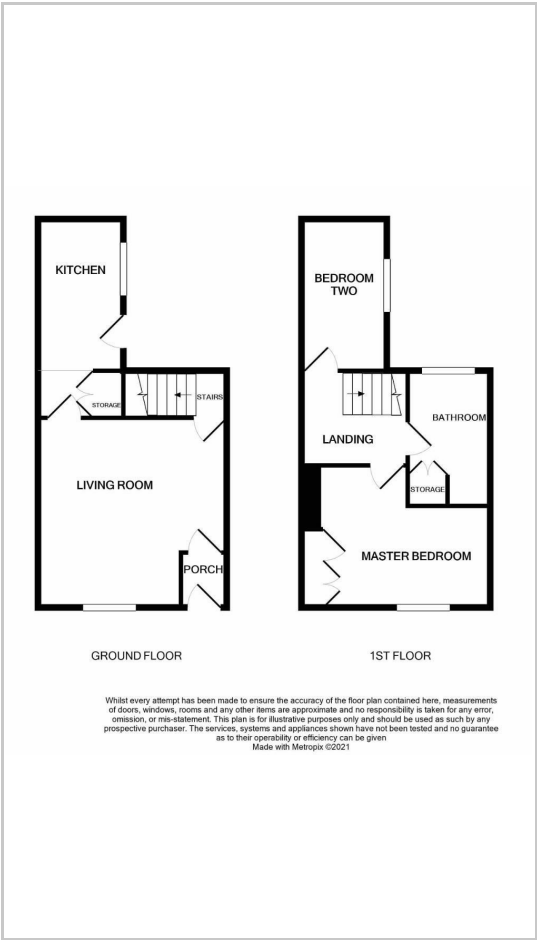 KITCHEN
STORAGE
STAIRS
LIVING ROOM
PORCH
GROUND FLOOR
BEDROOM
TWO
BATHROOM
LANDING
STORAGE
MASTER BEDROOM
1ST FLOOR
Whilst every attempt has been made to ensure the accuracy of the floor plan contained here, measurements
of doors, windows, rooms and any other items are approximate and no responsibility is taken for any error,
omission, or mis-statement. This plan is for illustrative purposes only and should be used as such by any
prospective purchaser. The services, systems and appliances shown have not been tested and no guarantee
as to their operability or efficiency can be given
Made with Metropix ©2021